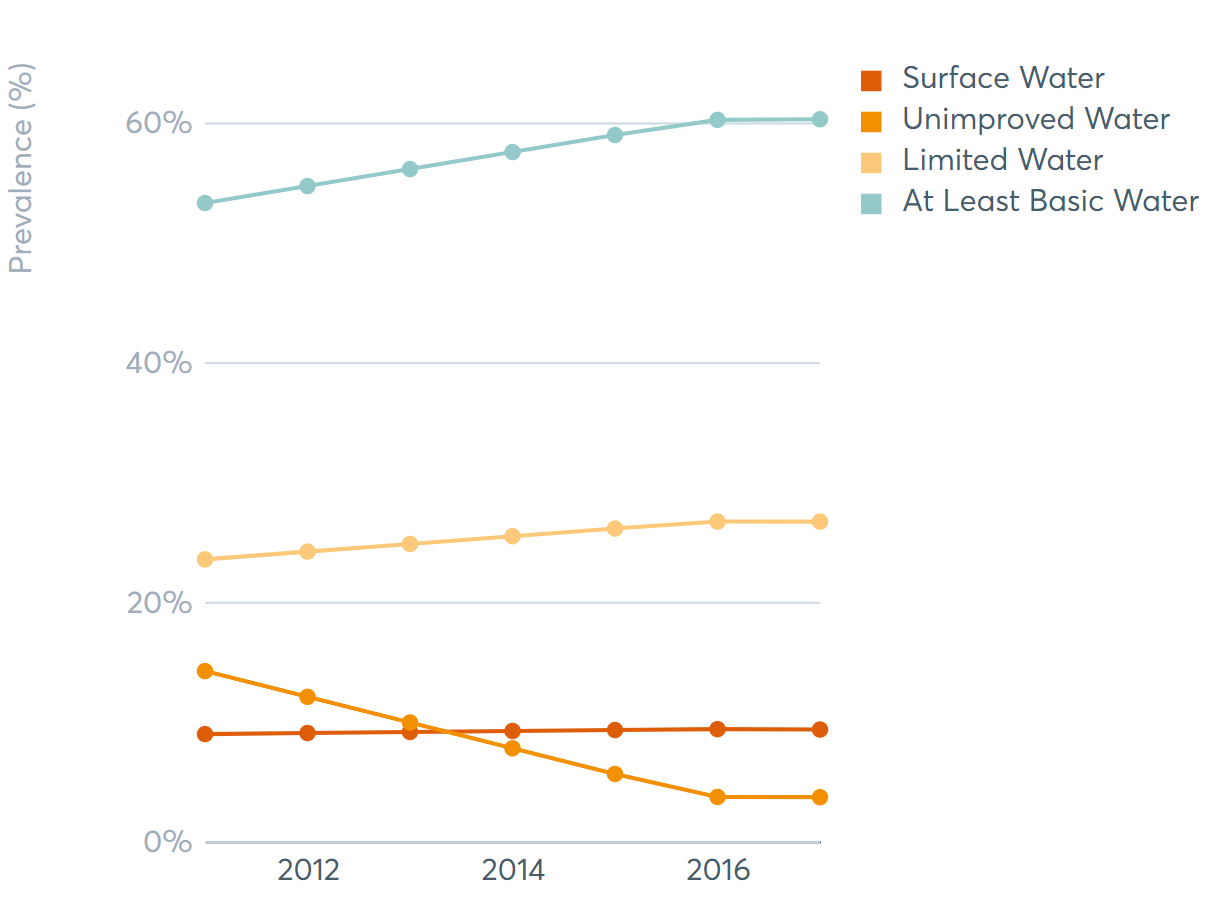 Prevalence (%)
60%
40%
20%
0%
2012
2014
2016
Surface Water
Unimproved Water
Limited Water
At Least Basic Water